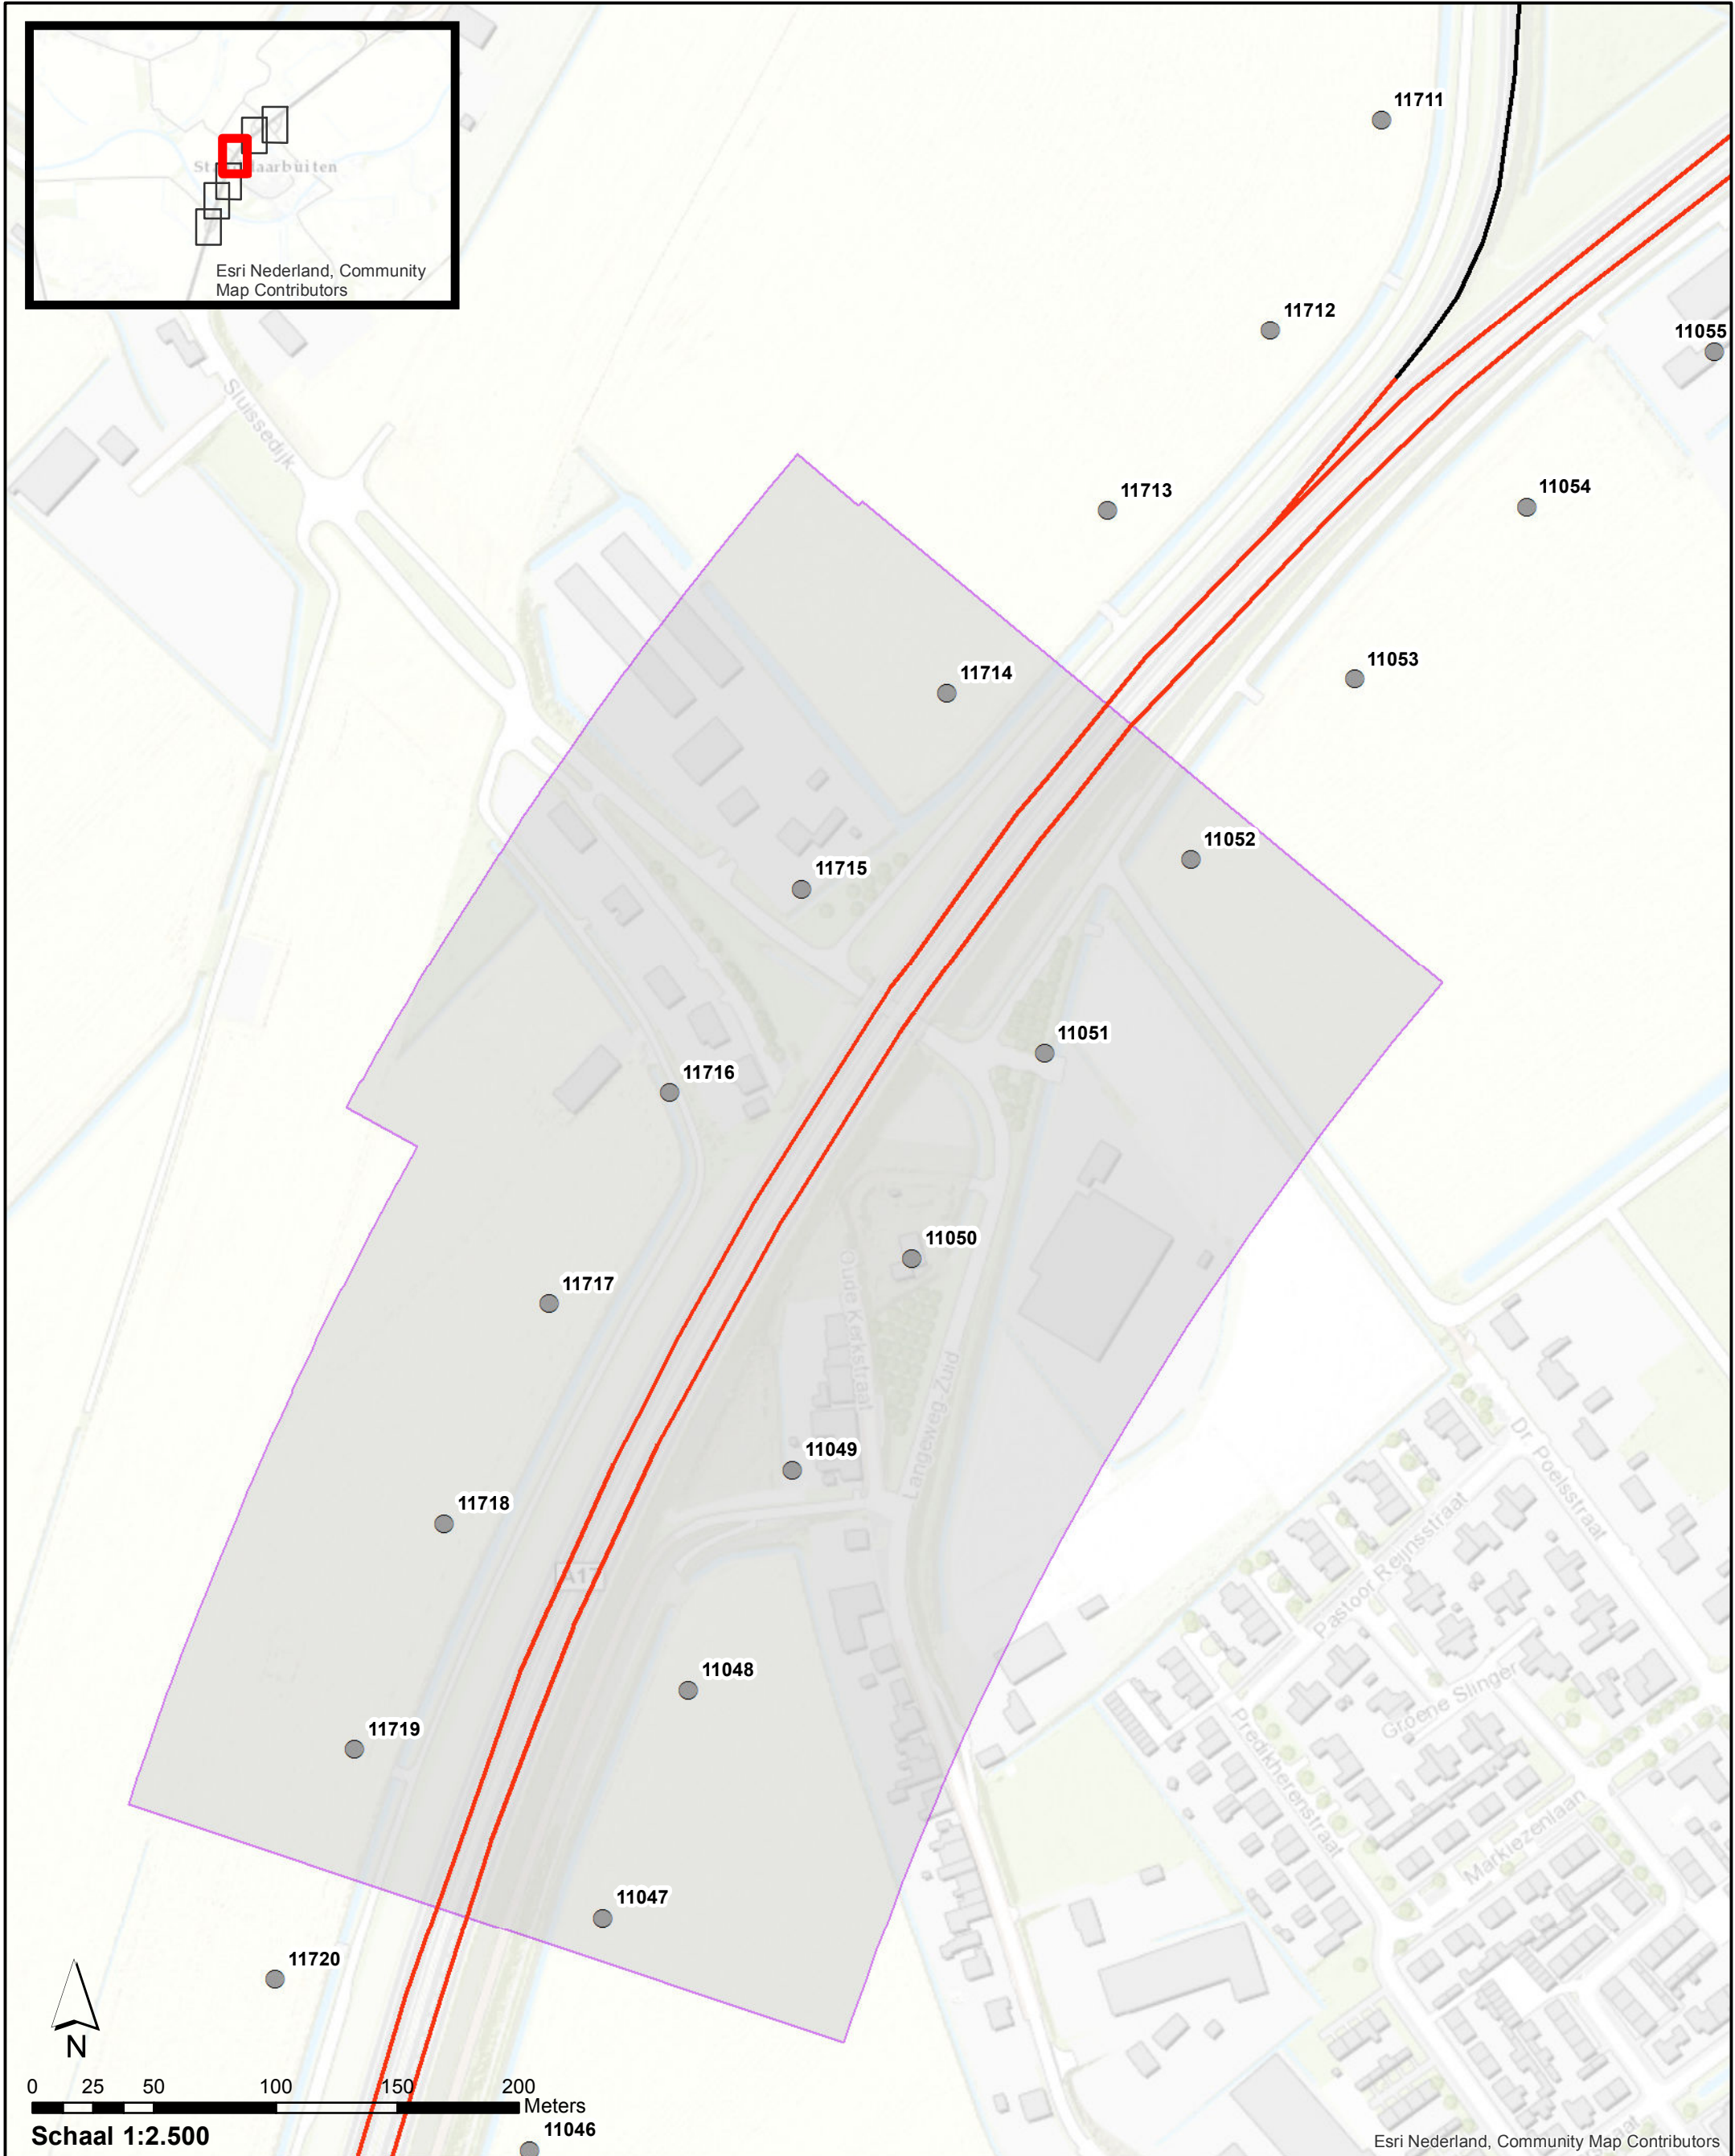 Esri Nederland, Community
Map Contributors
11711
11712
11055
Sluissedijk
11713
11054
11714
11053
11052
11715
11051
11716
11050
11717
Oude Kerkstraat
Langeweg Zuid
11049
11718
Dr Poelsstraat
Pastoor Reijnsstraat
A17
11048
Groene Slinger
11719
Predikherenstraat
Markiezenlaan
11047
11720
N
0 25 50 100 150 200
Meters
Schaal 1:2.500
11046
Esri Nederland, Community Map Contributors